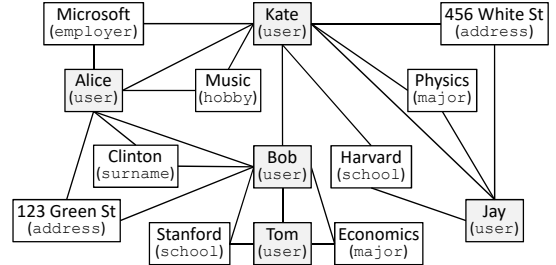 Microsoft
(employer)
Kate
(user)
456 White St
(address)
Alice
(user)
Music
(hobby)
Physics
(major)
Clinton
(surname)
Bob
(user)
Harvard
(school)
123 Green St
(address)
Stanford
(school)
Tom
(user)
Economics
(major)
Jay
(user)